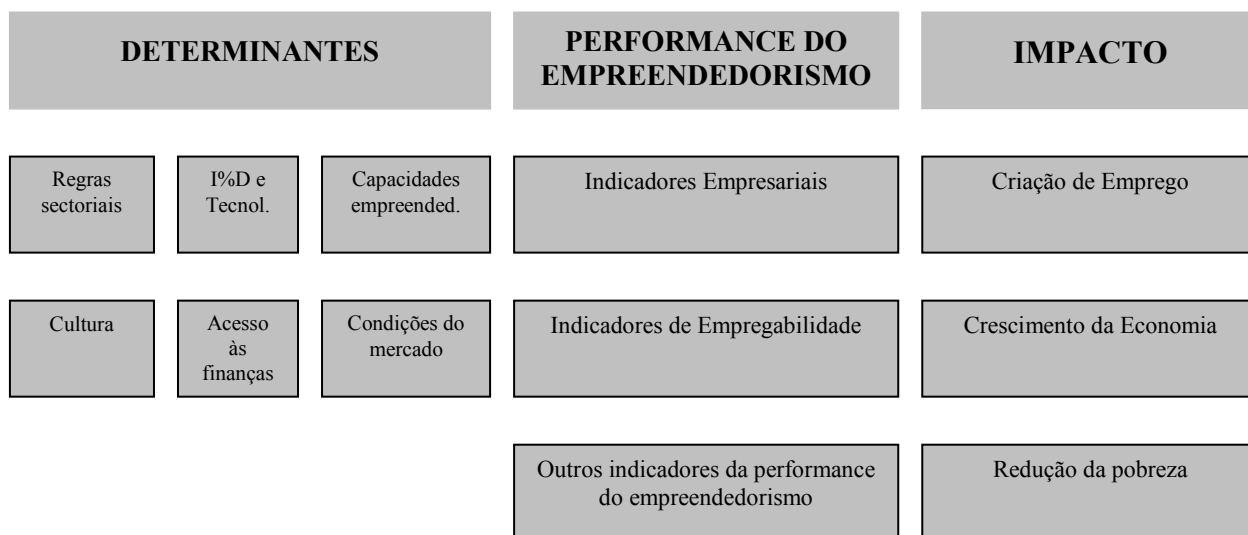 DETERMINANTES
PERFORMANCE DO
EMPREENDEDORISMO
IMPACTO
Regras
sectoriais
I%D e
Tecnol.
Capacidades
empreended.
Indicadores Empresariais
Criação de Emprego
Cultura
Acesso
às
finanças
Condições do
mercado
Indicadores de Empregabilidade
Crescimento da Economia
Outros indicadores da performance
do empreendedorismo
Redução da pobreza